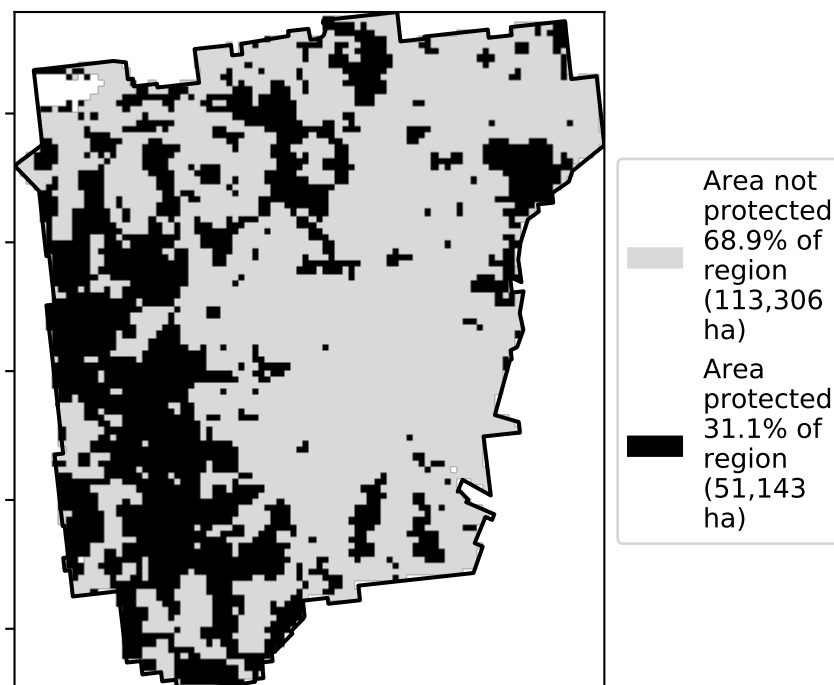 Area not
protected
68.9% of
region
(113,306
ha)
Area
protected
31.1% of
region
(51,143
ha)